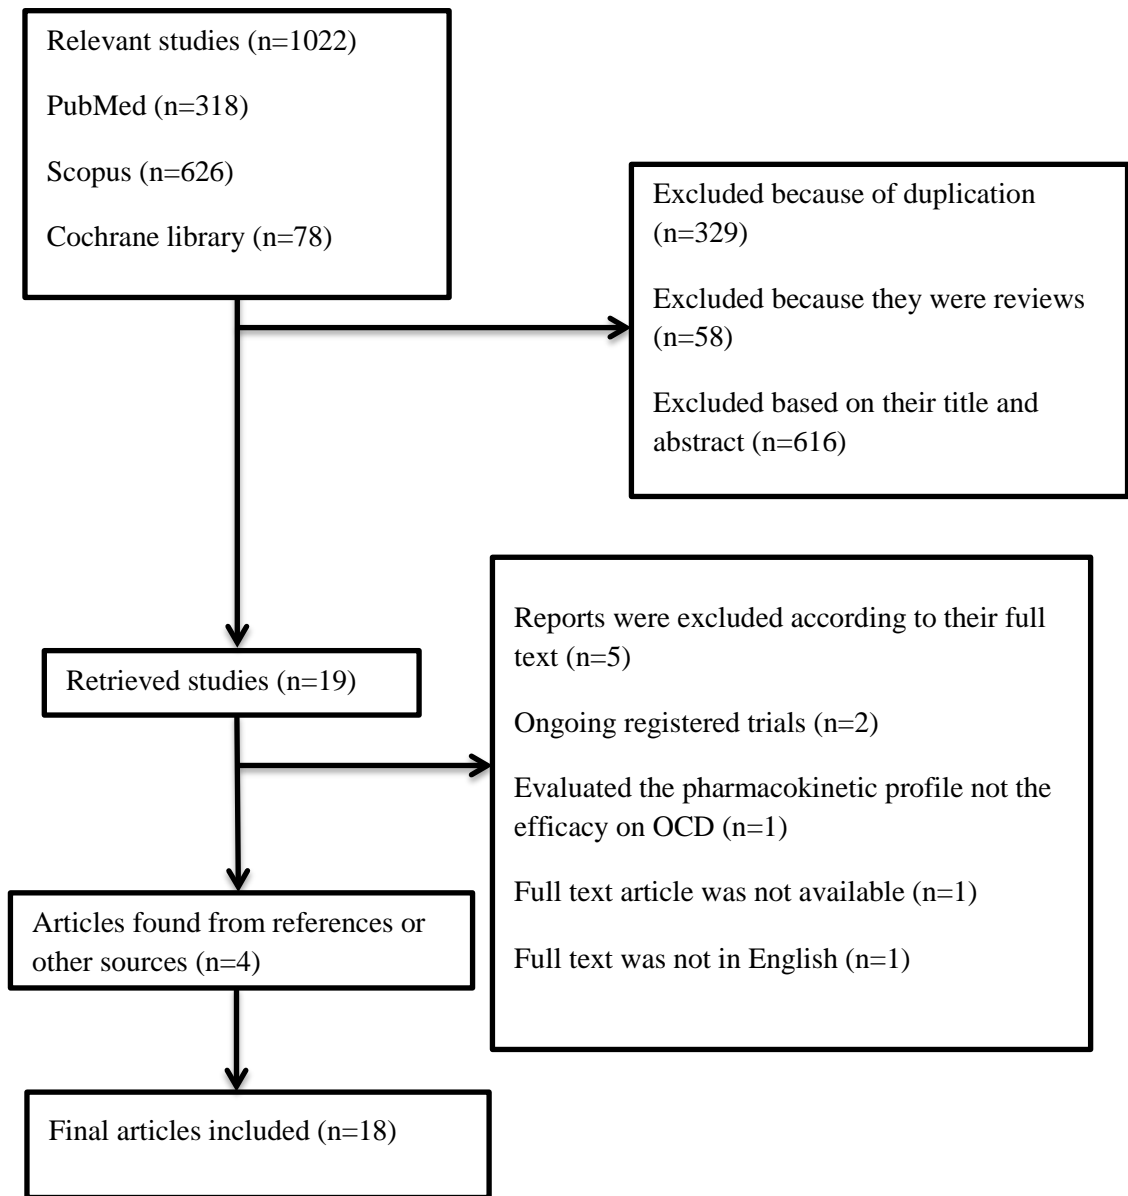 Relevant studies (n=1022)
PubMed (n=318)
Scopus (n=626)
Cochrane library (n=78)
Excluded because of duplication
(n=329)
Excluded because they were reviews
(n=58)
Excluded based on their title and
abstract (n=616)
Retrieved studies (n=19)
Reports were excluded according to their full
text (n=5)
Ongoing registered trials (n=2)
Evaluated the pharmacokinetic profile not the
efficacy on OCD (n=1)
Full text article was not available (n=1)
Full text was not in English (n=1)
Articles found from references or
other sources (n=4)
Final articles included (n=18)